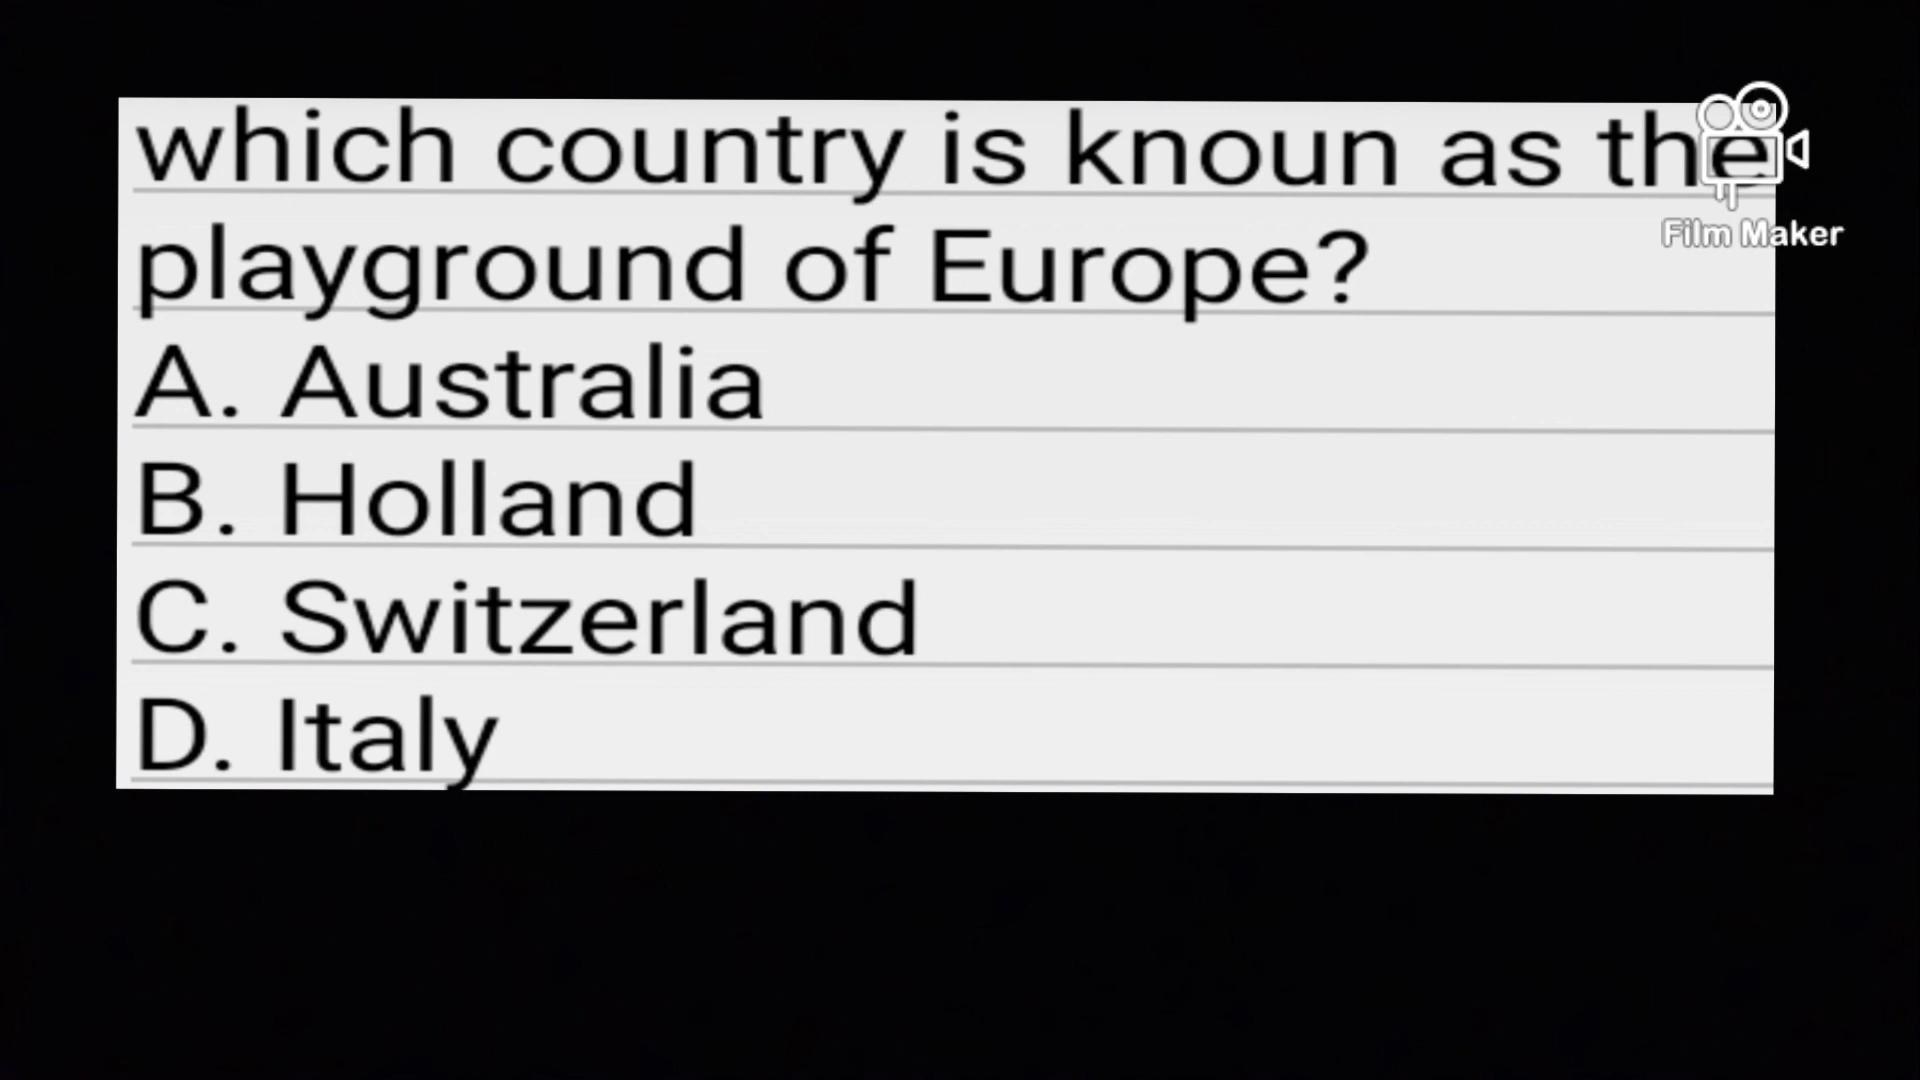 which country is knoun as the
playground of Europe?
A. Australia
B. Holland
C. Switzerland
D. Italy
Film Maker